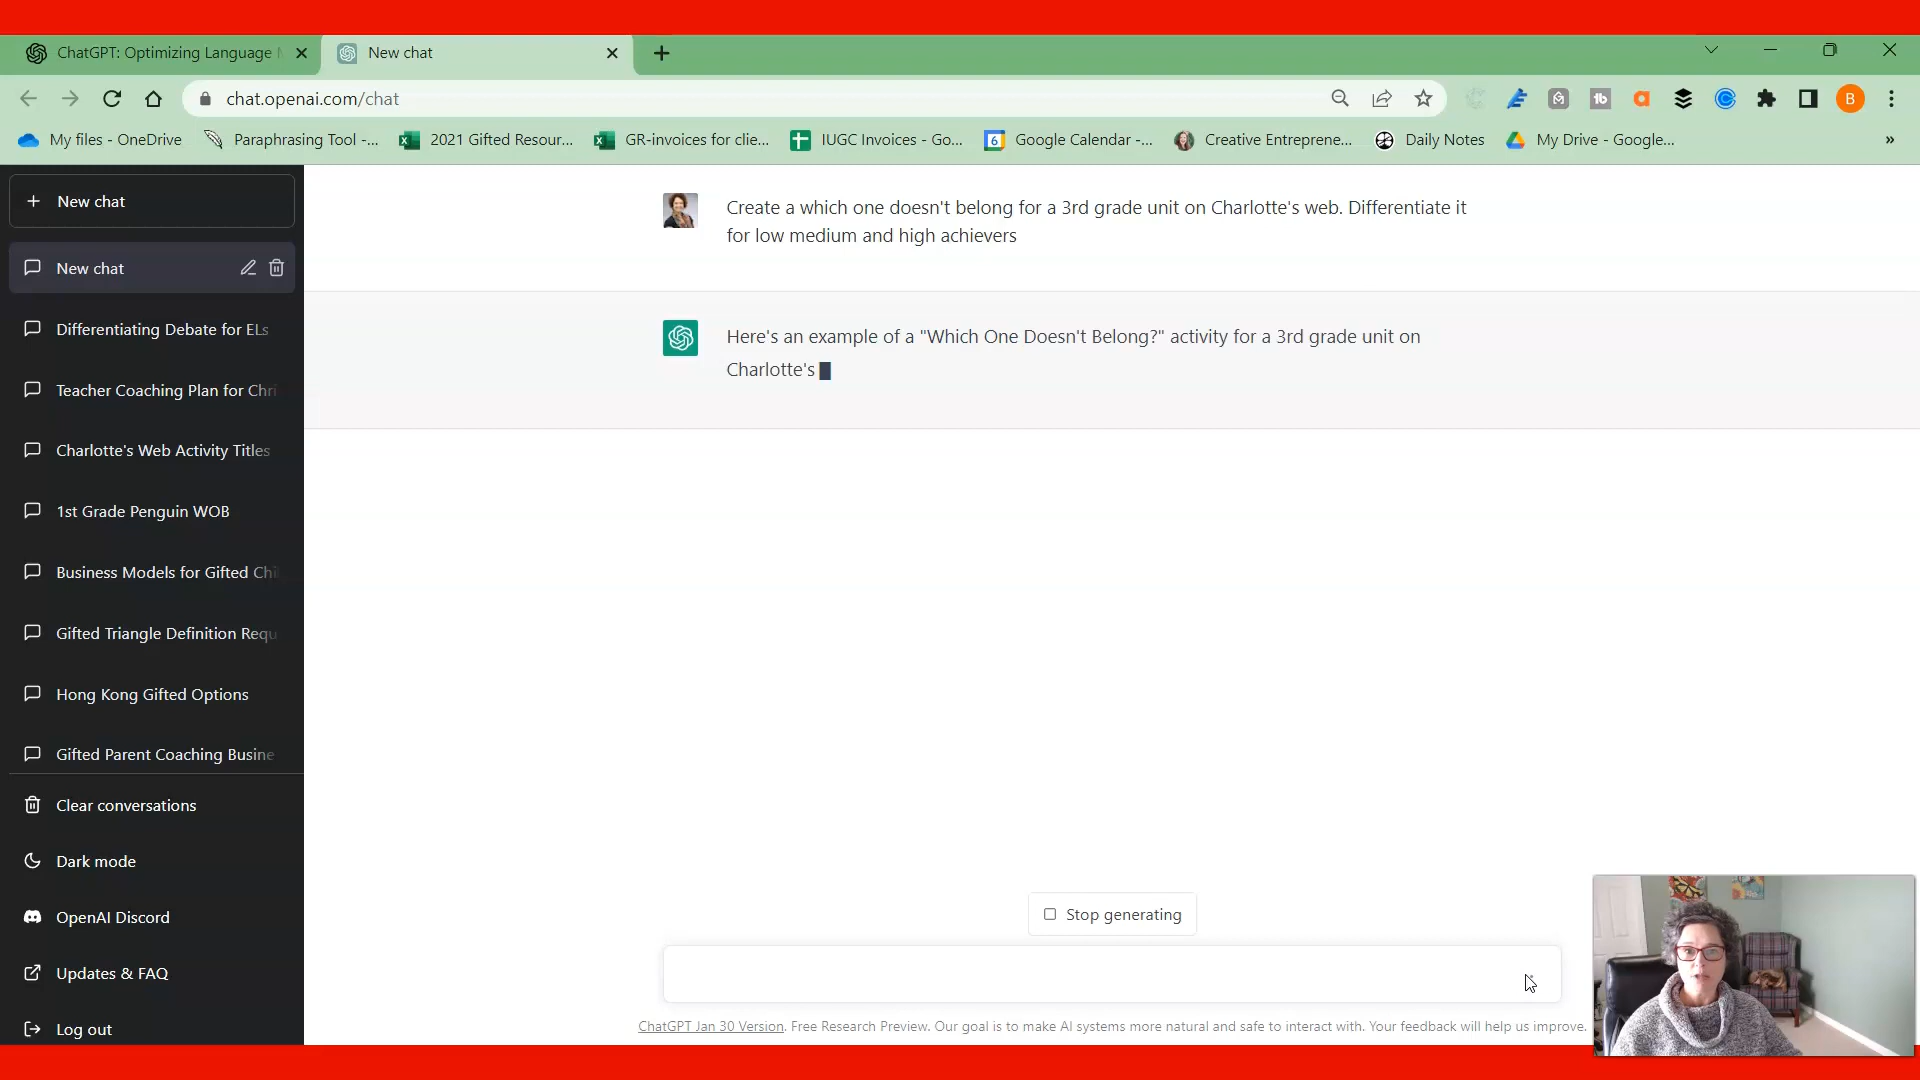 ChatGPT: Optimizing Language
New chat
chat.openai.com/chat
B
My files - OneDrive
Paraphrasing Tool -...
2021 Gifted Resour...
GR-invoices for clie...
IUGC Invoices - Go...
Google Calendar -...
Creative Entreprene...
Daily Notes
My Drive - Google...
»
New chat
New chat
Differentiating Debate for ELs
Teacher Coaching Plan for Chri
Charlotte's Web Activity Titles
1st Grade Penguin WOB
Business Models for Gifted Chi
Gifted Triangle Definition Requ
Hong Kong Gifted Options
Gifted Parent Coaching Busine
Clear conversations
Dark mode
OpenAI Discord
Updates & FAQ
Log out
Create a which one doesn't belong for a 3rd grade unit on Charlotte's web. Differentiate it
for low medium and high achievers
Here's an example of a "Which One Doesn't Belong?" activity for a 3rd grade unit on
Charlotte's
Stop generating
ChatGPT Jan 30 Version. Free Research Preview. Our goal is to make AI systems more natural and safe to interact with. Your feedback will help us improve.